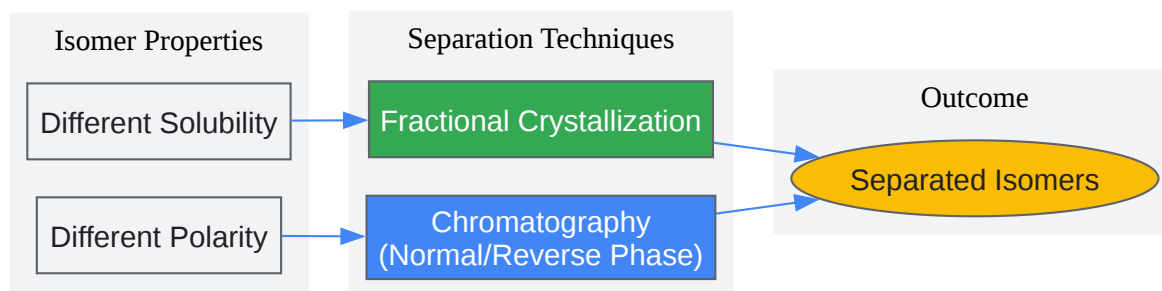 Isomer Properties
Different Solubility
Different Polarity
Separation Techniques
Fractional Crystallization
Chromatography
(Normal/Reverse Phase)
Outcome
Separated Isomers